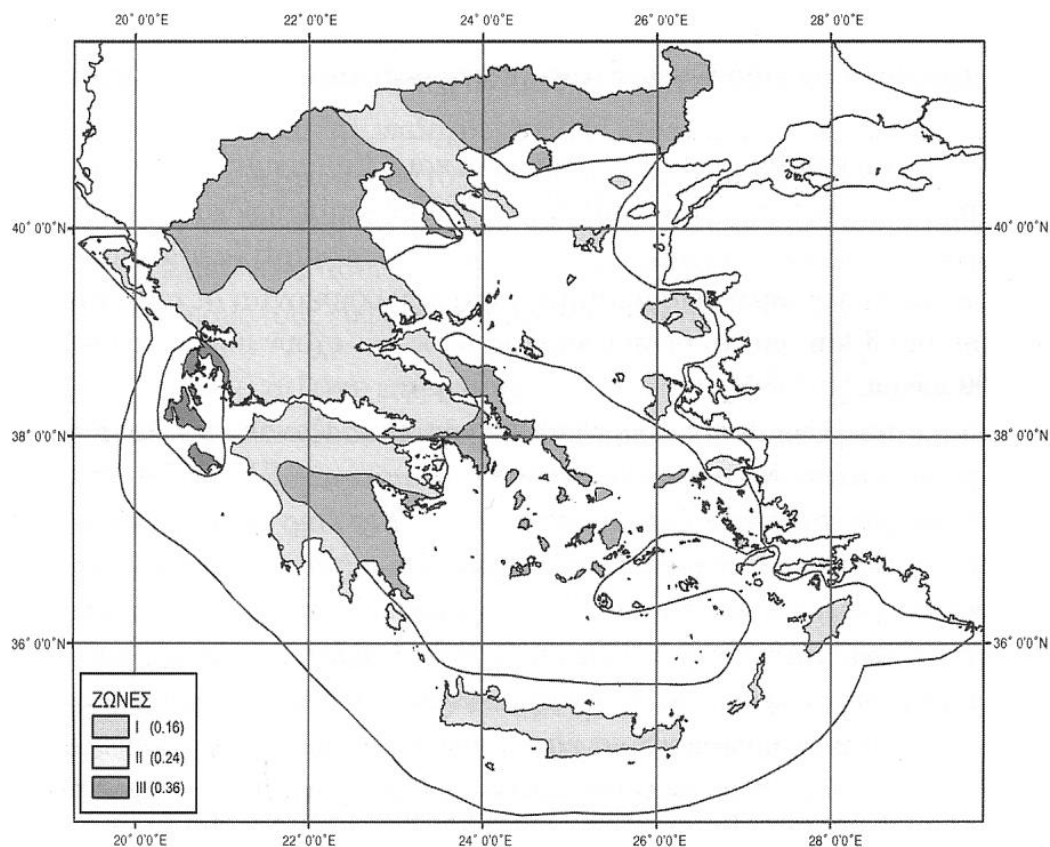 20° 0'0"E 22° 0'0"E 24° 0'0"E 26° 0'0"E 28° 0'0"E
40° 0'0"N 40° 0'0"N
38° 0'0"N 38° 0'0"N
36° 0'0"N 36° 0'0"N
ΖΩΝΕΣ
I (0.16)
II (0.24)
III (0.36)
20° 0'0"E 22° 0'0"E 24° 0'0"E 26° 0'0"E 28° 0'0"E